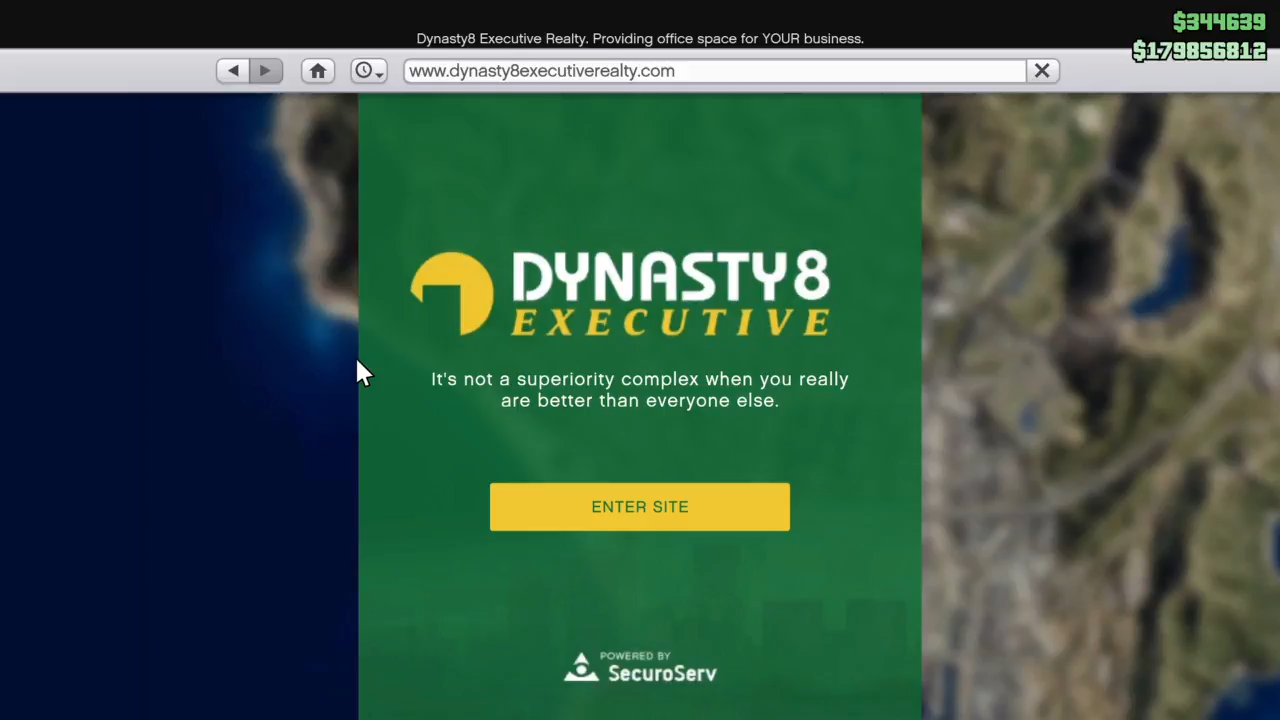 $344639
Dynasty8 Executive Realty. Providing office space for YOUR business.
$179856812
www.dynasty8executiverealty.com
DYNASTY8
EXECUTIVE
It's not a superiority complex when you really
are better than everyone else.
ENTER SITE
POWERED BY
SecuroServ